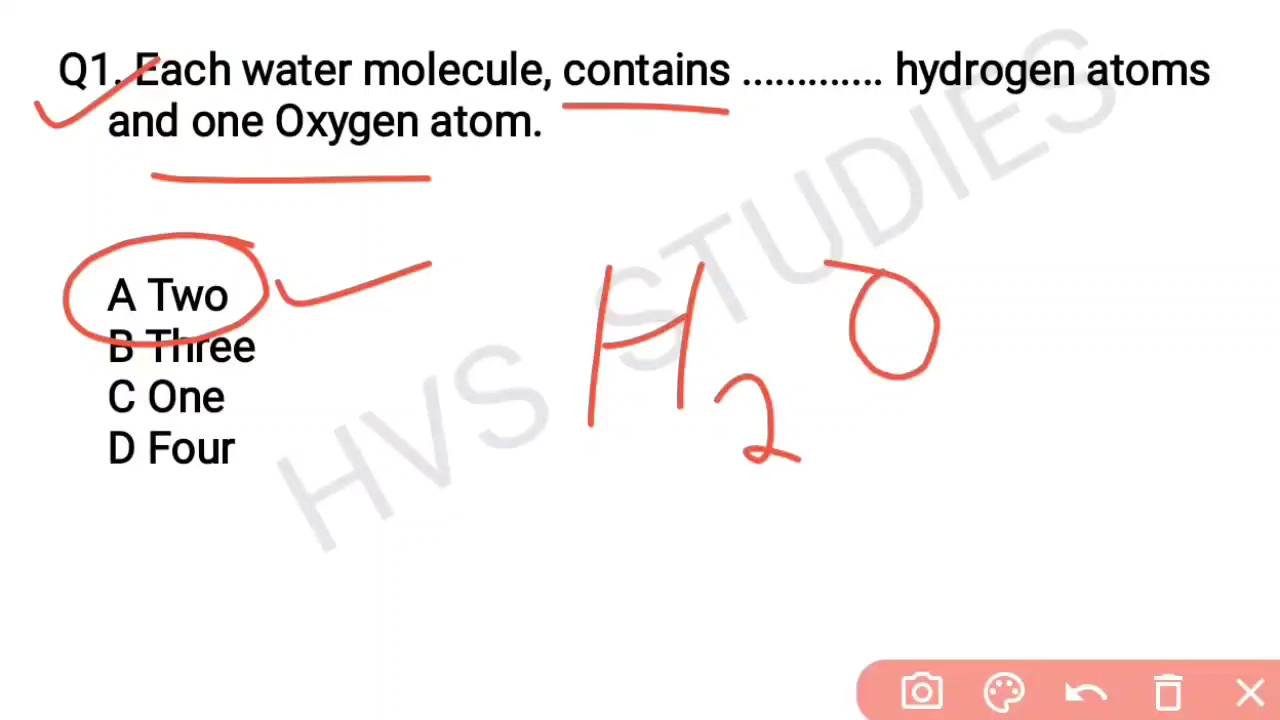 Q1. Each water molecule, contains ............. hydrogen atoms
and one Oxygen atom.
A Two
B Three
C One
D Four
H2O
HVS STUDIES